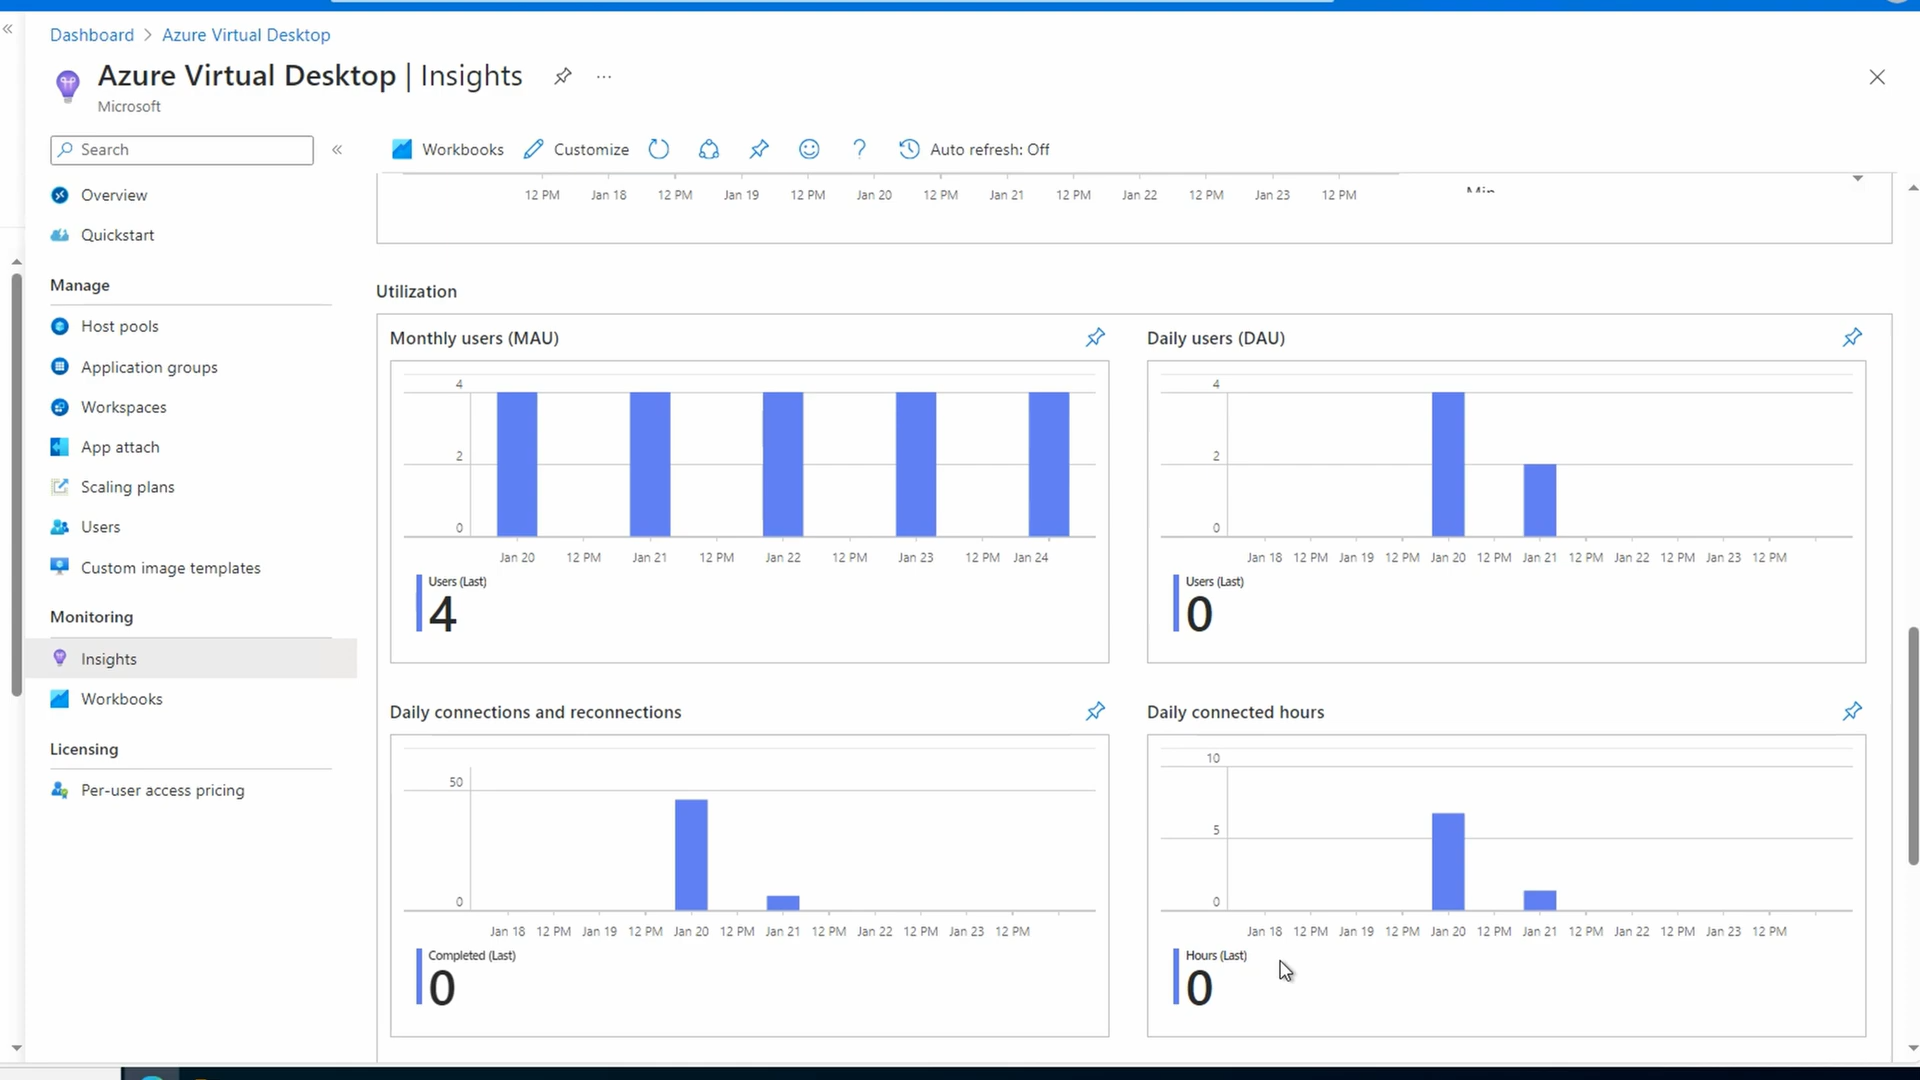 Dashboard > Azure Virtual Desktop
Azure Virtual Desktop | Insights
Microsoft
Search
Overview
Quickstart
Manage
Host pools
Application groups
Workspaces
App attach
Scaling plans
Users
Custom image templates
Monitoring
Insights
Workbooks
Licensing
Per-user access pricing
Workbooks Customize ? Auto refresh: Off
12 PM Jan 18 12 PM Jan 19 12 PM Jan 20 12 PM Jan 21 12 PM Jan 22 12 PM Jan 23 12 PM
Min
Utilization
Monthly users (MAU)
4
2
0
Jan 20 12 PM Jan 21 12 PM Jan 22 12 PM Jan 23 12 PM Jan 24
Users (Last)
4
Daily users (DAU)
4
2
0
Jan 18 12 PM Jan 19 12 PM Jan 20 12 PM Jan 21 12 PM Jan 22 12 PM Jan 23 12 PM
Users (Last)
0
Daily connections and reconnections
50
0
Jan 18 12 PM Jan 19 12 PM Jan 20 12 PM Jan 21 12 PM Jan 22 12 PM Jan 23 12 PM
Completed (Last)
0
Daily connected hours
10
5
0
Jan 18 12 PM Jan 19 12 PM Jan 20 12 PM Jan 21 12 PM Jan 22 12 PM Jan 23 12 PM
Hours (Last)
0